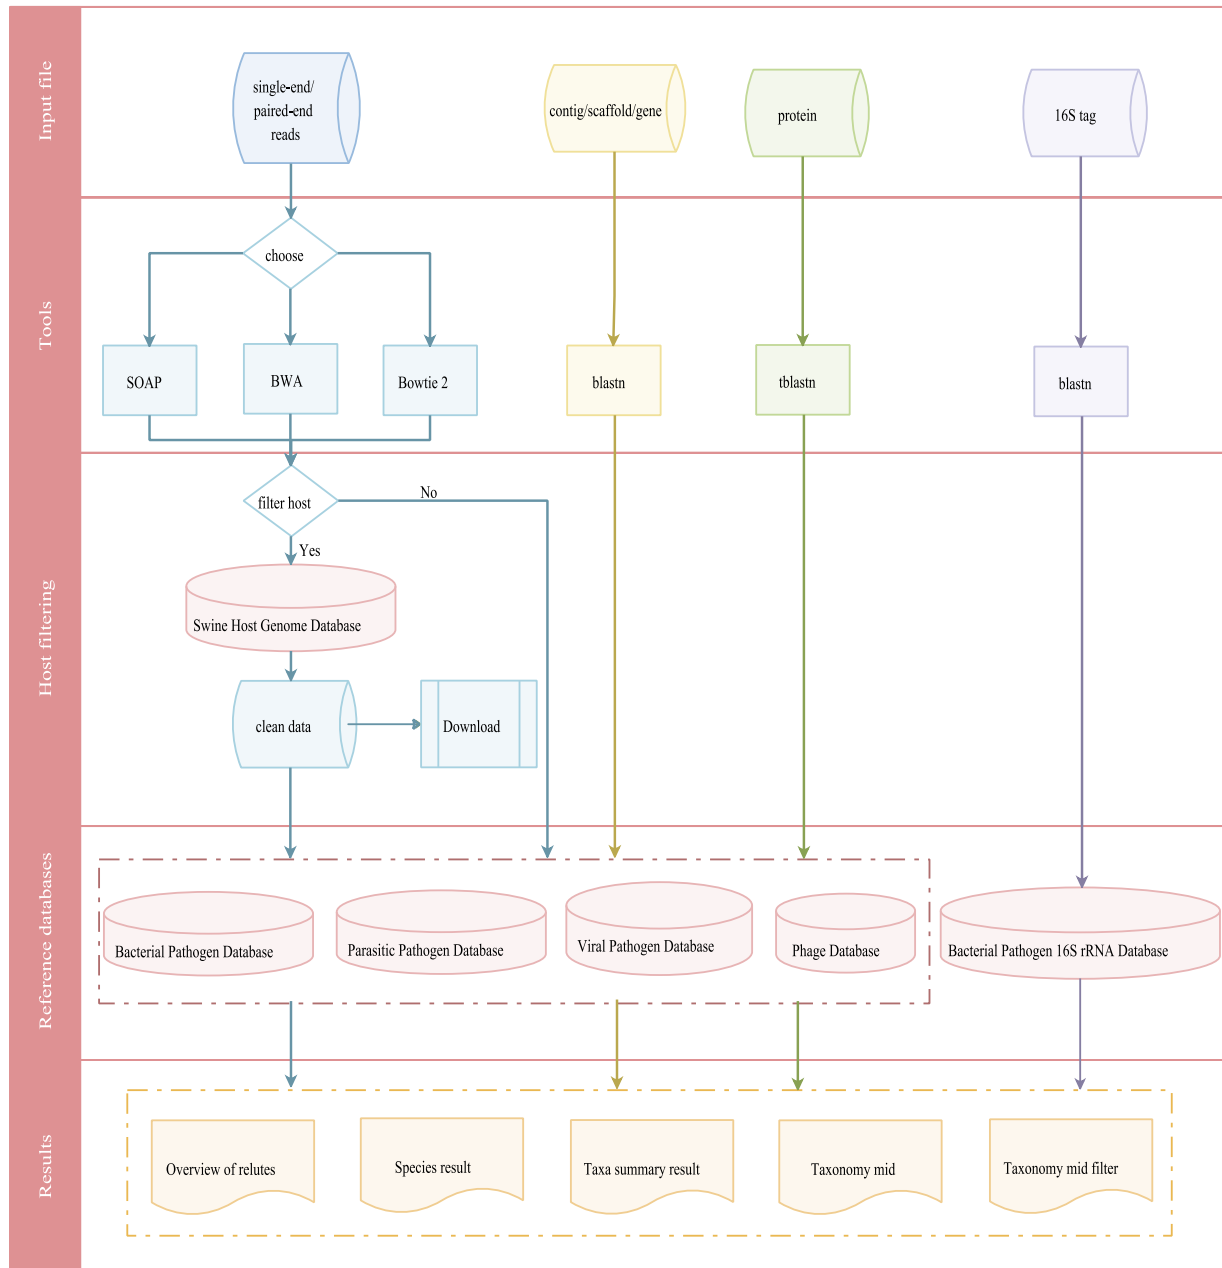 Input file
single-end/
paired-end
reads
contig/scaffold/gene
protein
16S tag
Tools
choose
SOAP
BWA
Bowtie 2
blastn
tblastn
blastn
Host filtering
filter host
No
Yes
Swine Host Genome Database
clean data
Download
Reference databases
Bacterial Pathogen Database
Parasitic Pathogen Database
Viral Pathogen Database
Phage Database
Bacterial Pathogen 16S rRNA Database
Results
Overview of relutes
Species result
Taxa summary result
Taxonomy mid
Taxonomy mid filter